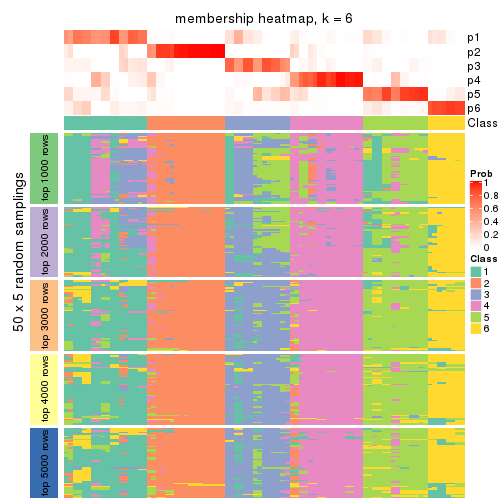 membership heatmap, k = 6
p1
p2
p3
p4
p5
p6
Class
50 x 5 random samplings
top 1000 rows
top 2000 rows
top 3000 rows
top 4000 rows
top 5000 rows
Prob
1
0.8
0.6
0.4
0.2
0
Class
1
2
3
4
5
6